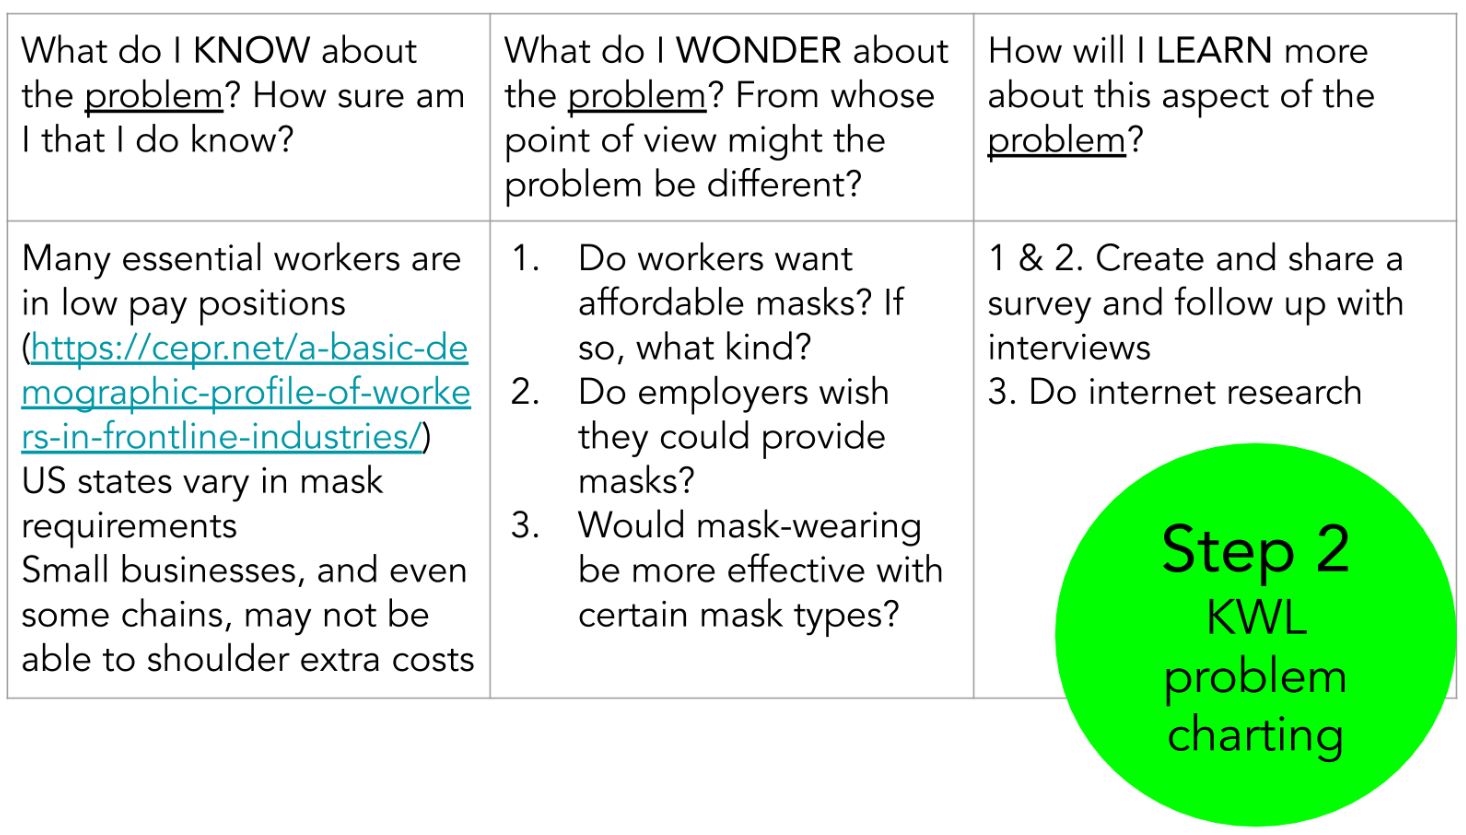 What do I KNOW about
the problem? How sure am
I that I do know?
What do I WONDER about
the problem? From whose
point of view might the
problem be different?
How will I LEARN more
about this aspect of the
problem?
Many essential workers are
in low pay positions
(https://cepr.net/a-basic-de
mographic-profile-of-worke
rs-in-frontline-industries/)
US states vary in mask
requirements
Small businesses, and even
some chains, may not be
able to shoulder extra costs
1. Do workers want
affordable masks? If
so, what kind?
2. Do employers wish
they could provide
masks?
3. Would mask-wearing
be more effective with
certain mask types?
1 & 2. Create and share a
survey and follow up with
interviews
3. Do internet research
Step 2
KWL
problem
charting